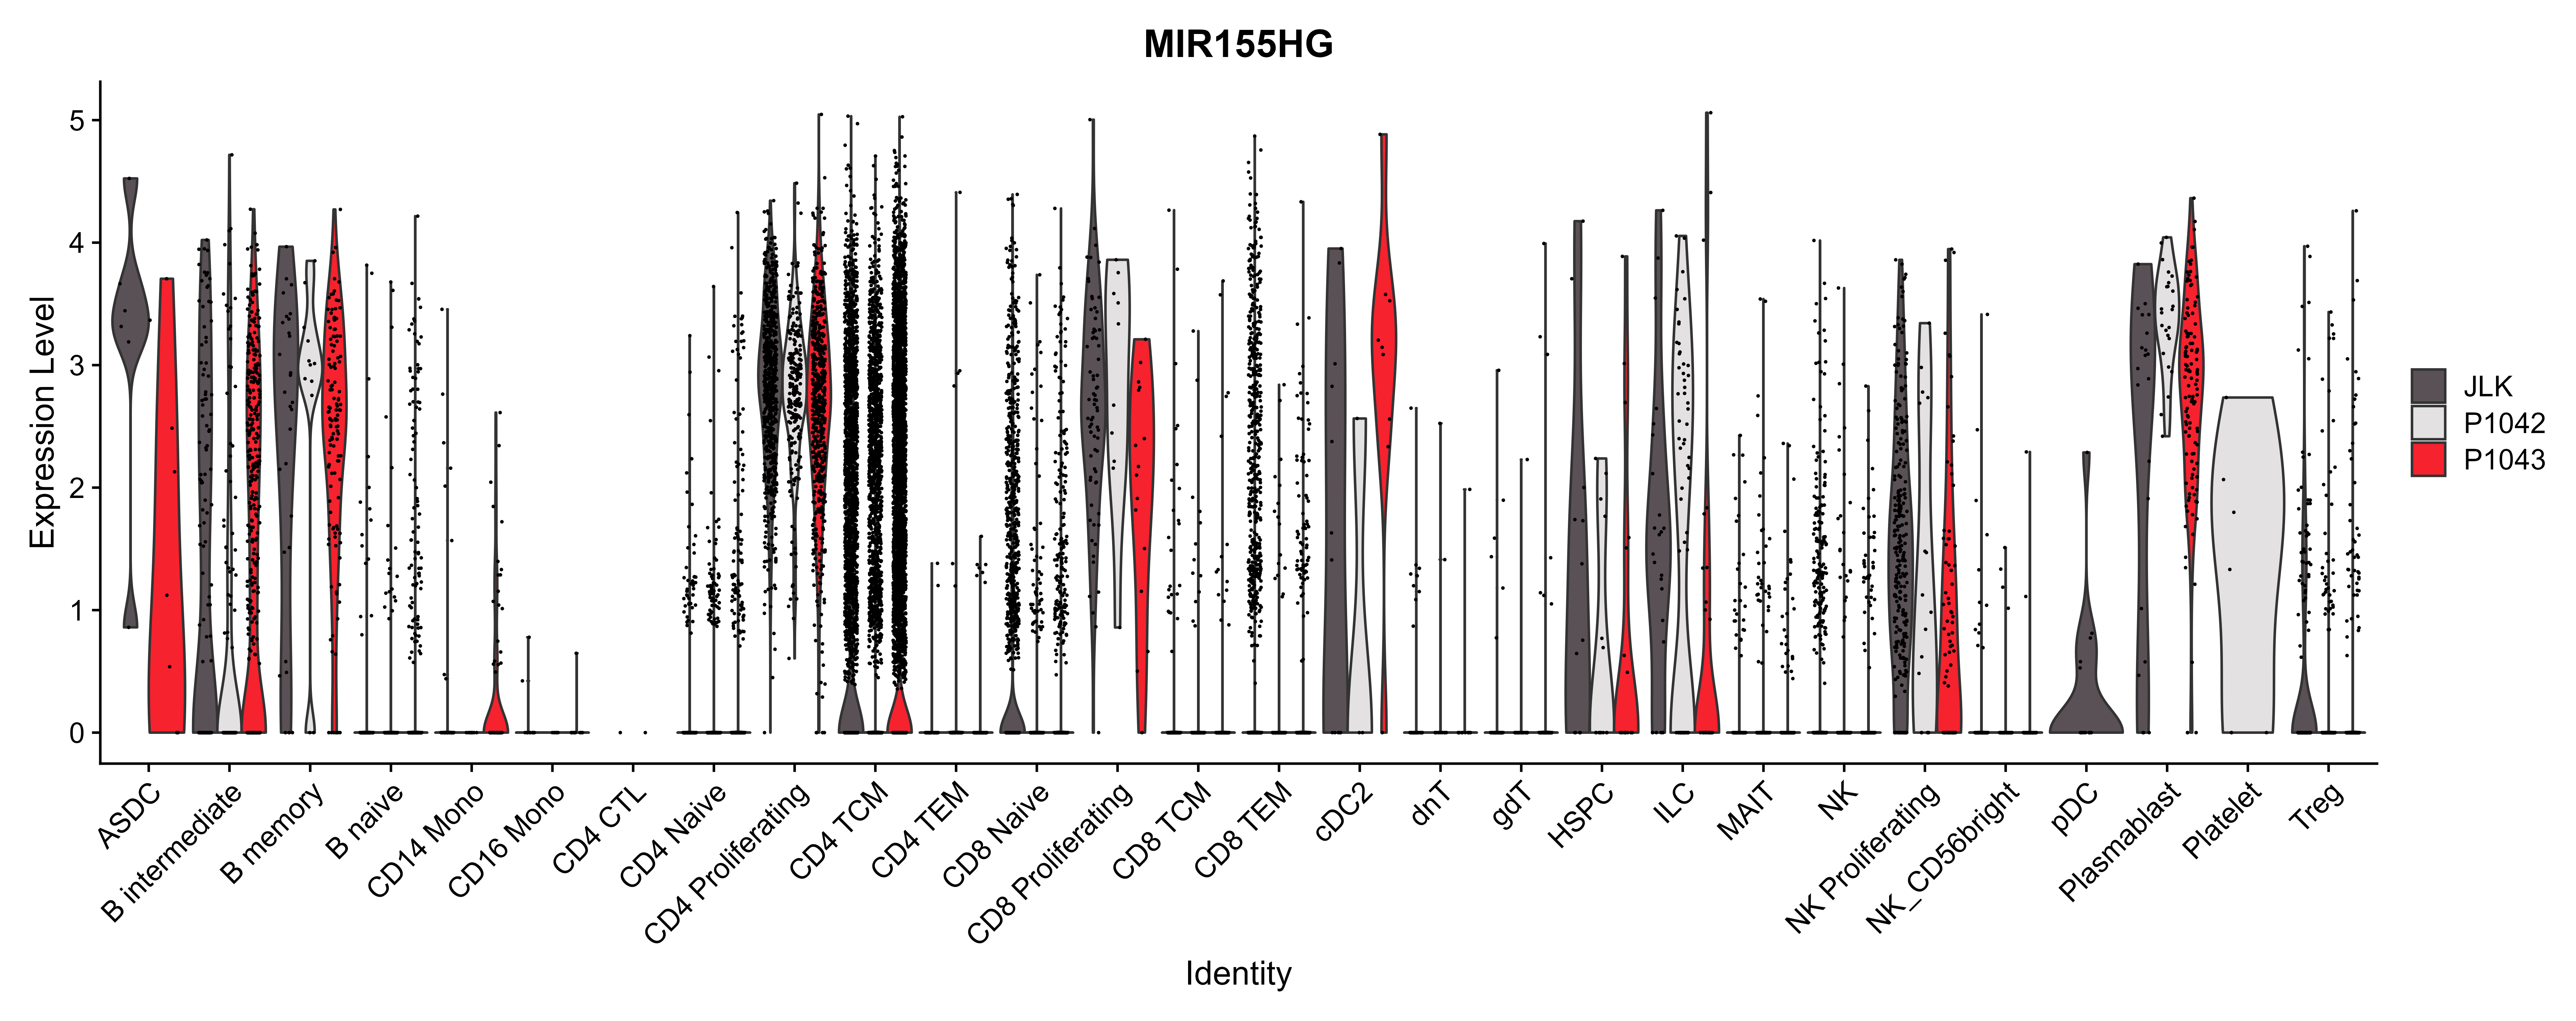 MIR155HG
Expression Level
5
4
3
2
1
0
ASDC
B intermediate
B memory
B naive
CD14 Mono
CD16 Mono
CD4 CTL
CD4 Naive
CD4 Proliferating
CD4 TCM
CD4 TEM
CD8 Naive
CD8 Proliferating
CD8 TCM
CD8 TEM
cDC2
dnT
gdT
HSPC
ILC
MAIT
NK
NK Proliferating
NK_CD56bright
pDC
Plasmablast
Platelet
Treg
Identity
JLK
P1042
P1043